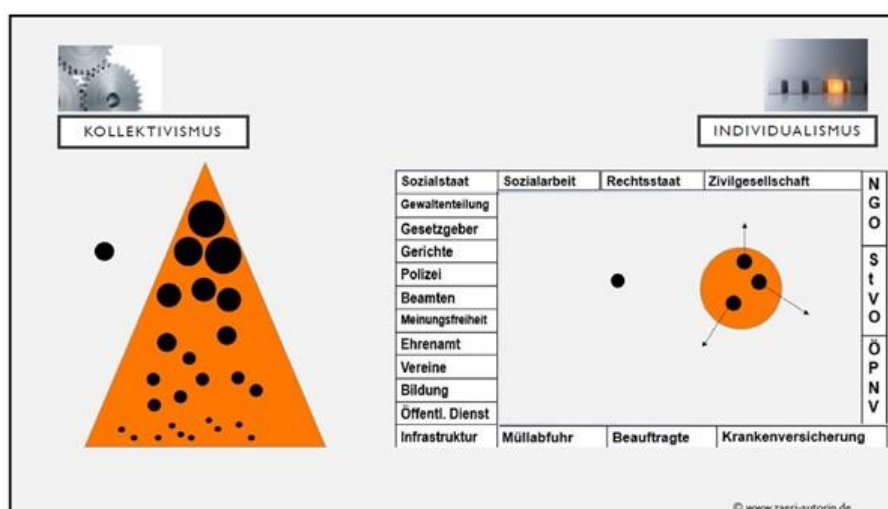 KOLLEKTIVISMUS
INDIVIDUALISMUS
Sozialstaat
Sozialarbeit
Rechtsstaat
Zivilgesellschaft
NGO
Gewaltenteilung
Gesetzgeber
Gerichte
Polizei
Beamten
Meinungsfreiheit
Ehrenamt
Vereine
Bildung
Öffentl. Dienst
Infrastruktur
StVO
ÖPNV
Müllabfuhr
Beauftragte
Krankenversicherung
©